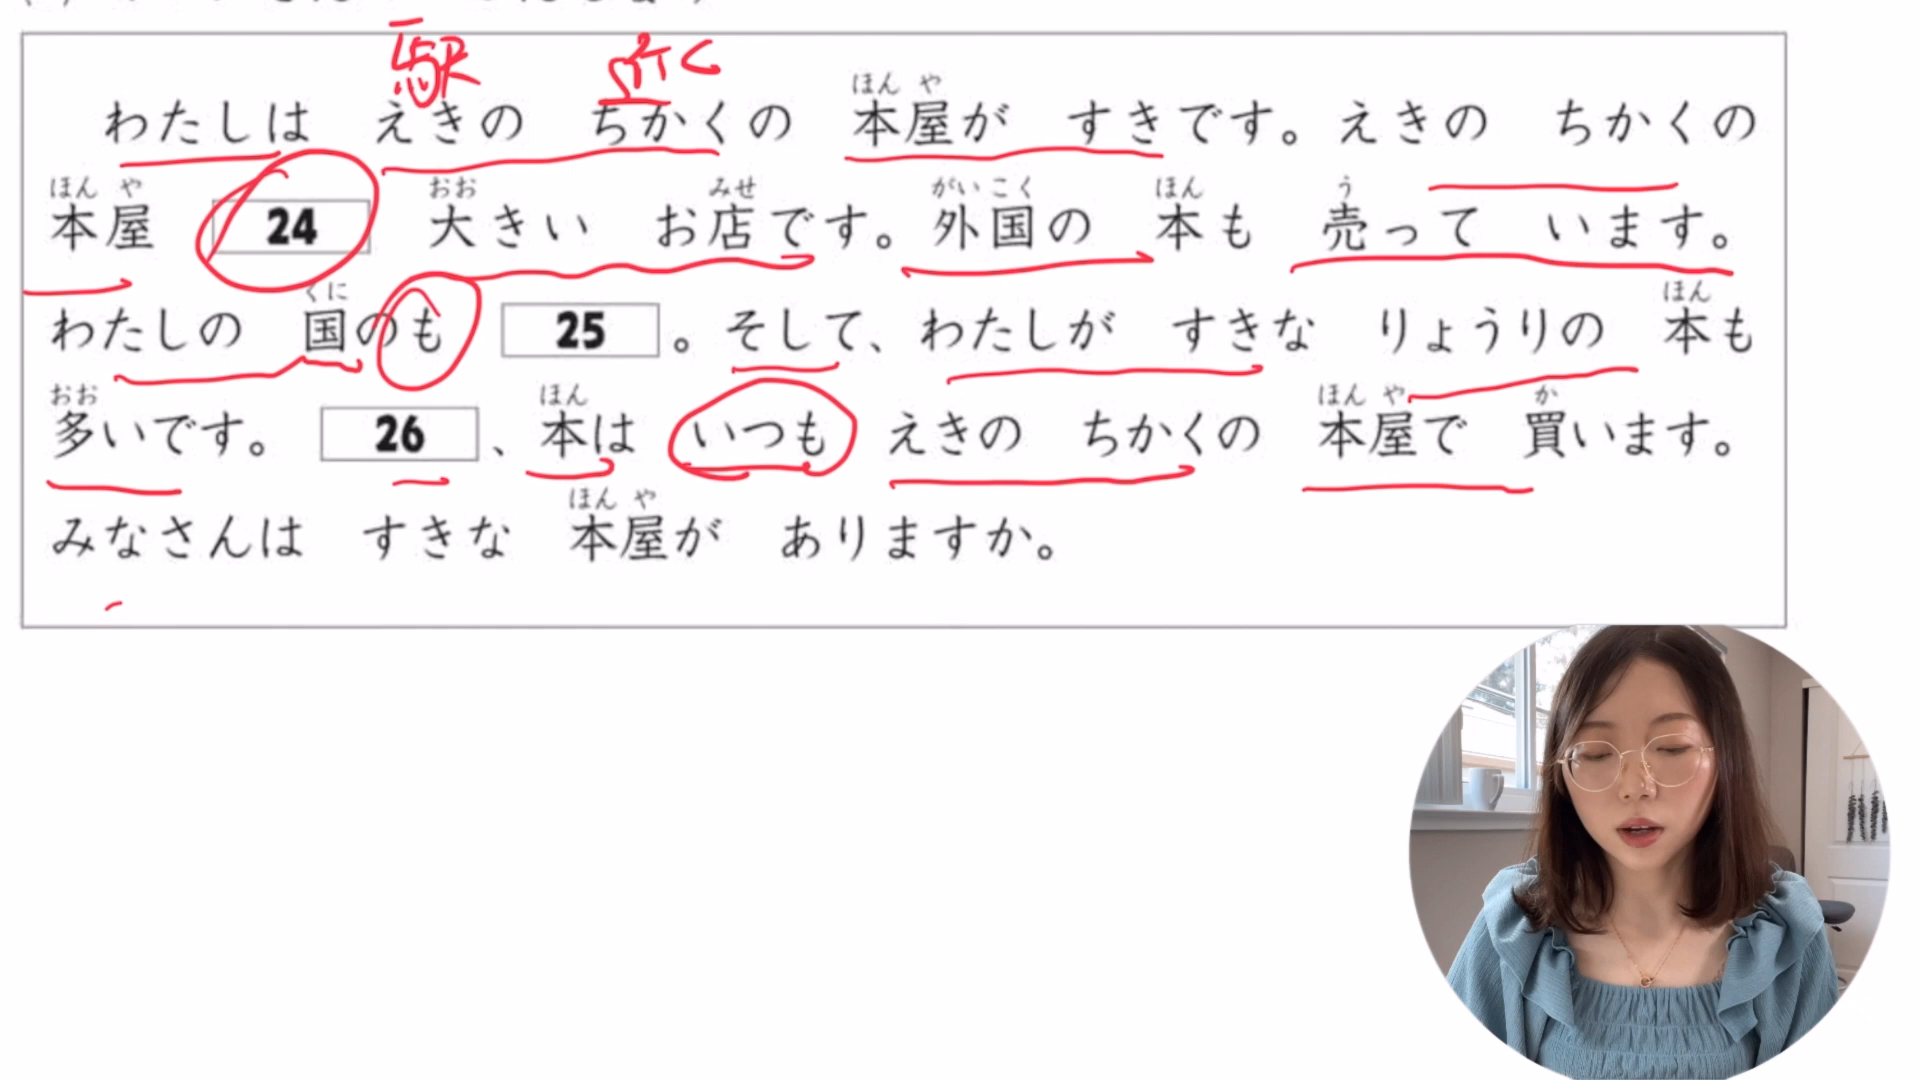 駅 近く
ほん や
わたしは えきの ちかくの 本屋が すきです。えきの ちかくの
ほん や おお みせ がい こく ほん う
本屋 24 大きい お店です。外国の 本も 売って います。
くに ほん
わたしの 国のも 25 。そして、わたしが すきな りょうりの 本も
おお ほん ほん や か
多いです。 26 、本は いつも えきの ちかくの 本屋で 買います。
ほん や
みなさんは すきな 本屋が ありますか。